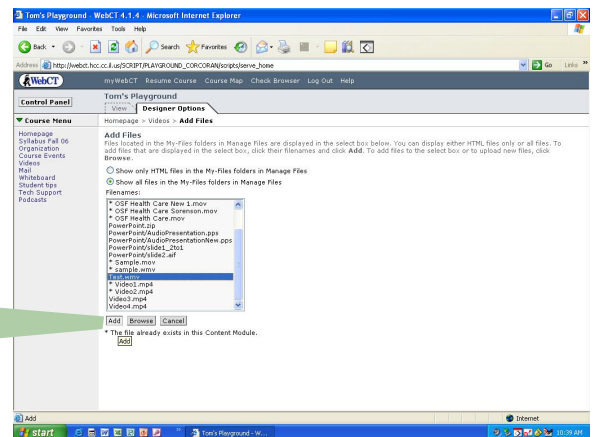 Tom's Playground - WebCT 4.1.4 - Microsoft Internet Explorer
File Edit View Favorites Tools Help
Back Search Favorites
Address http://webct.hcc.cc.il.us/SCRIPT/PLAYGROUND_CORCORAN/scripts/serve_home Go Links »
WebCT myWebCT Resume Course Course Map Check Browser Log Out Help
Control Panel
Tom's Playground
View Designer Options
Course Menu
Homepage
Syllabus Fall 06
Organization
Course Events
Videos
Mail
Whiteboard
Student tips
Tech Support
Podcasts
Homepage > Videos > Add Files
Add Files
Files located in the My-Files folders in Manage Files are displayed in the select box below. You can display either HTML files only or all files. To
add files that are displayed in the select box, click their filenames and click Add. To add files to the select box or to upload new files, click
Browse.
Show only HTML files in the My-Files folders in Manage Files
Show all files in the My-Files folders in Manage Files
Filenames:
* OSF Health Care New 1.mov
* OSF Health Care Sorenson.mov
* OSF Health Care.mov
PowerPoint.zip
PowerPoint/AudioPresentation.pps
PowerPoint/AudioPresentationNew.pps
PowerPoint/slide1_2to1
PowerPoint/slide2.aif
* Sample.mov
* sample.wmv
Test.wmv
* Video1.mp4
* Video2.mp4
Video3.mp4
Video4.mp4
Add Browse Cancel
* The file already exists in this Content Module.
Add
Add Internet
start Tom's Playground - W... 10:39 AM